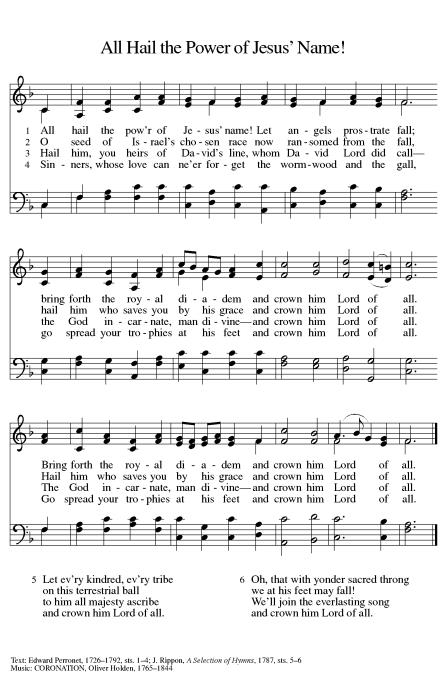 All Hail the Power of Jesus' Name!
1 All hail the pow'r of Je - sus' name! Let an - gels pros - trate fall;
2 O seed of Is - rael's cho - sen race now ran - somed from the fall,
3 Hail him, you heirs of Da - vid's line, whom Da - vid Lord did call—
4 Sin - ners, whose love can ne'er for - get the worm - wood and the gall,
bring forth the roy - al di - a - dem and crown him Lord of all.
hail him who saves you by his grace and crown him Lord of all.
the God in - car - nate, man di - vine— and crown him Lord of all.
go spread your tro - phies at his feet and crown him Lord of all.
Bring forth the roy - al di - a - dem and crown him Lord of all.
Hail him who saves you by his grace and crown him Lord of all.
The God in - car - nate, man di - vine— and crown him Lord of all.
Go spread your tro - phies at his feet and crown him Lord of all.
5 Let ev'ry kindred, ev'ry tribe
on this terrestrial ball
to him all majesty ascribe
and crown him Lord of all.
6 Oh, that with yonder sacred throng
we at his feet may fall!
We'll join the everlasting song
and crown him Lord of all.
Text: Edward Perronet, 1726–1792, sts. 1–4; J. Rippon, A Selection of Hymns, 1787, sts. 5–6
Music: CORONATION, Oliver Holden, 1765–1844